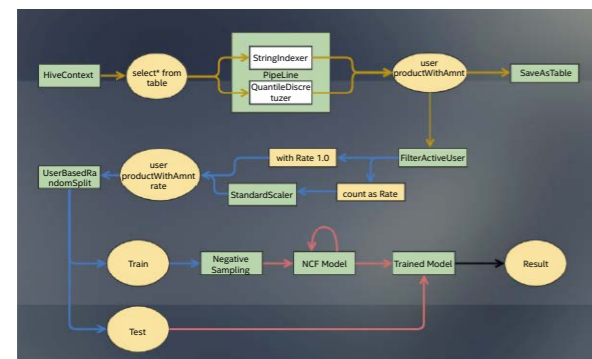 HiveContext
select* from
table
StringIndexer
PipeLine
QuantileDiscre
tuzer
user
productWithAmnt
SaveAsTable
UserBasedRa
ndomSplit
user
productWithAmnt
rate
with Rate 1.0
FilterActiveUser
StandardScaler
count as Rate
Train
Negative
Sampling
NCF Model
Trained Model
Result
Test